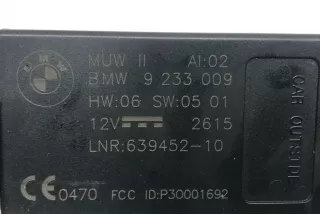 BMW
MUW II AI:02
BMW 9 233 009
HW:06 SW:05 01
12V 2615
LNR:639452-10
CE 0470 FCC ID:P30001692
CAR OUTSIDE